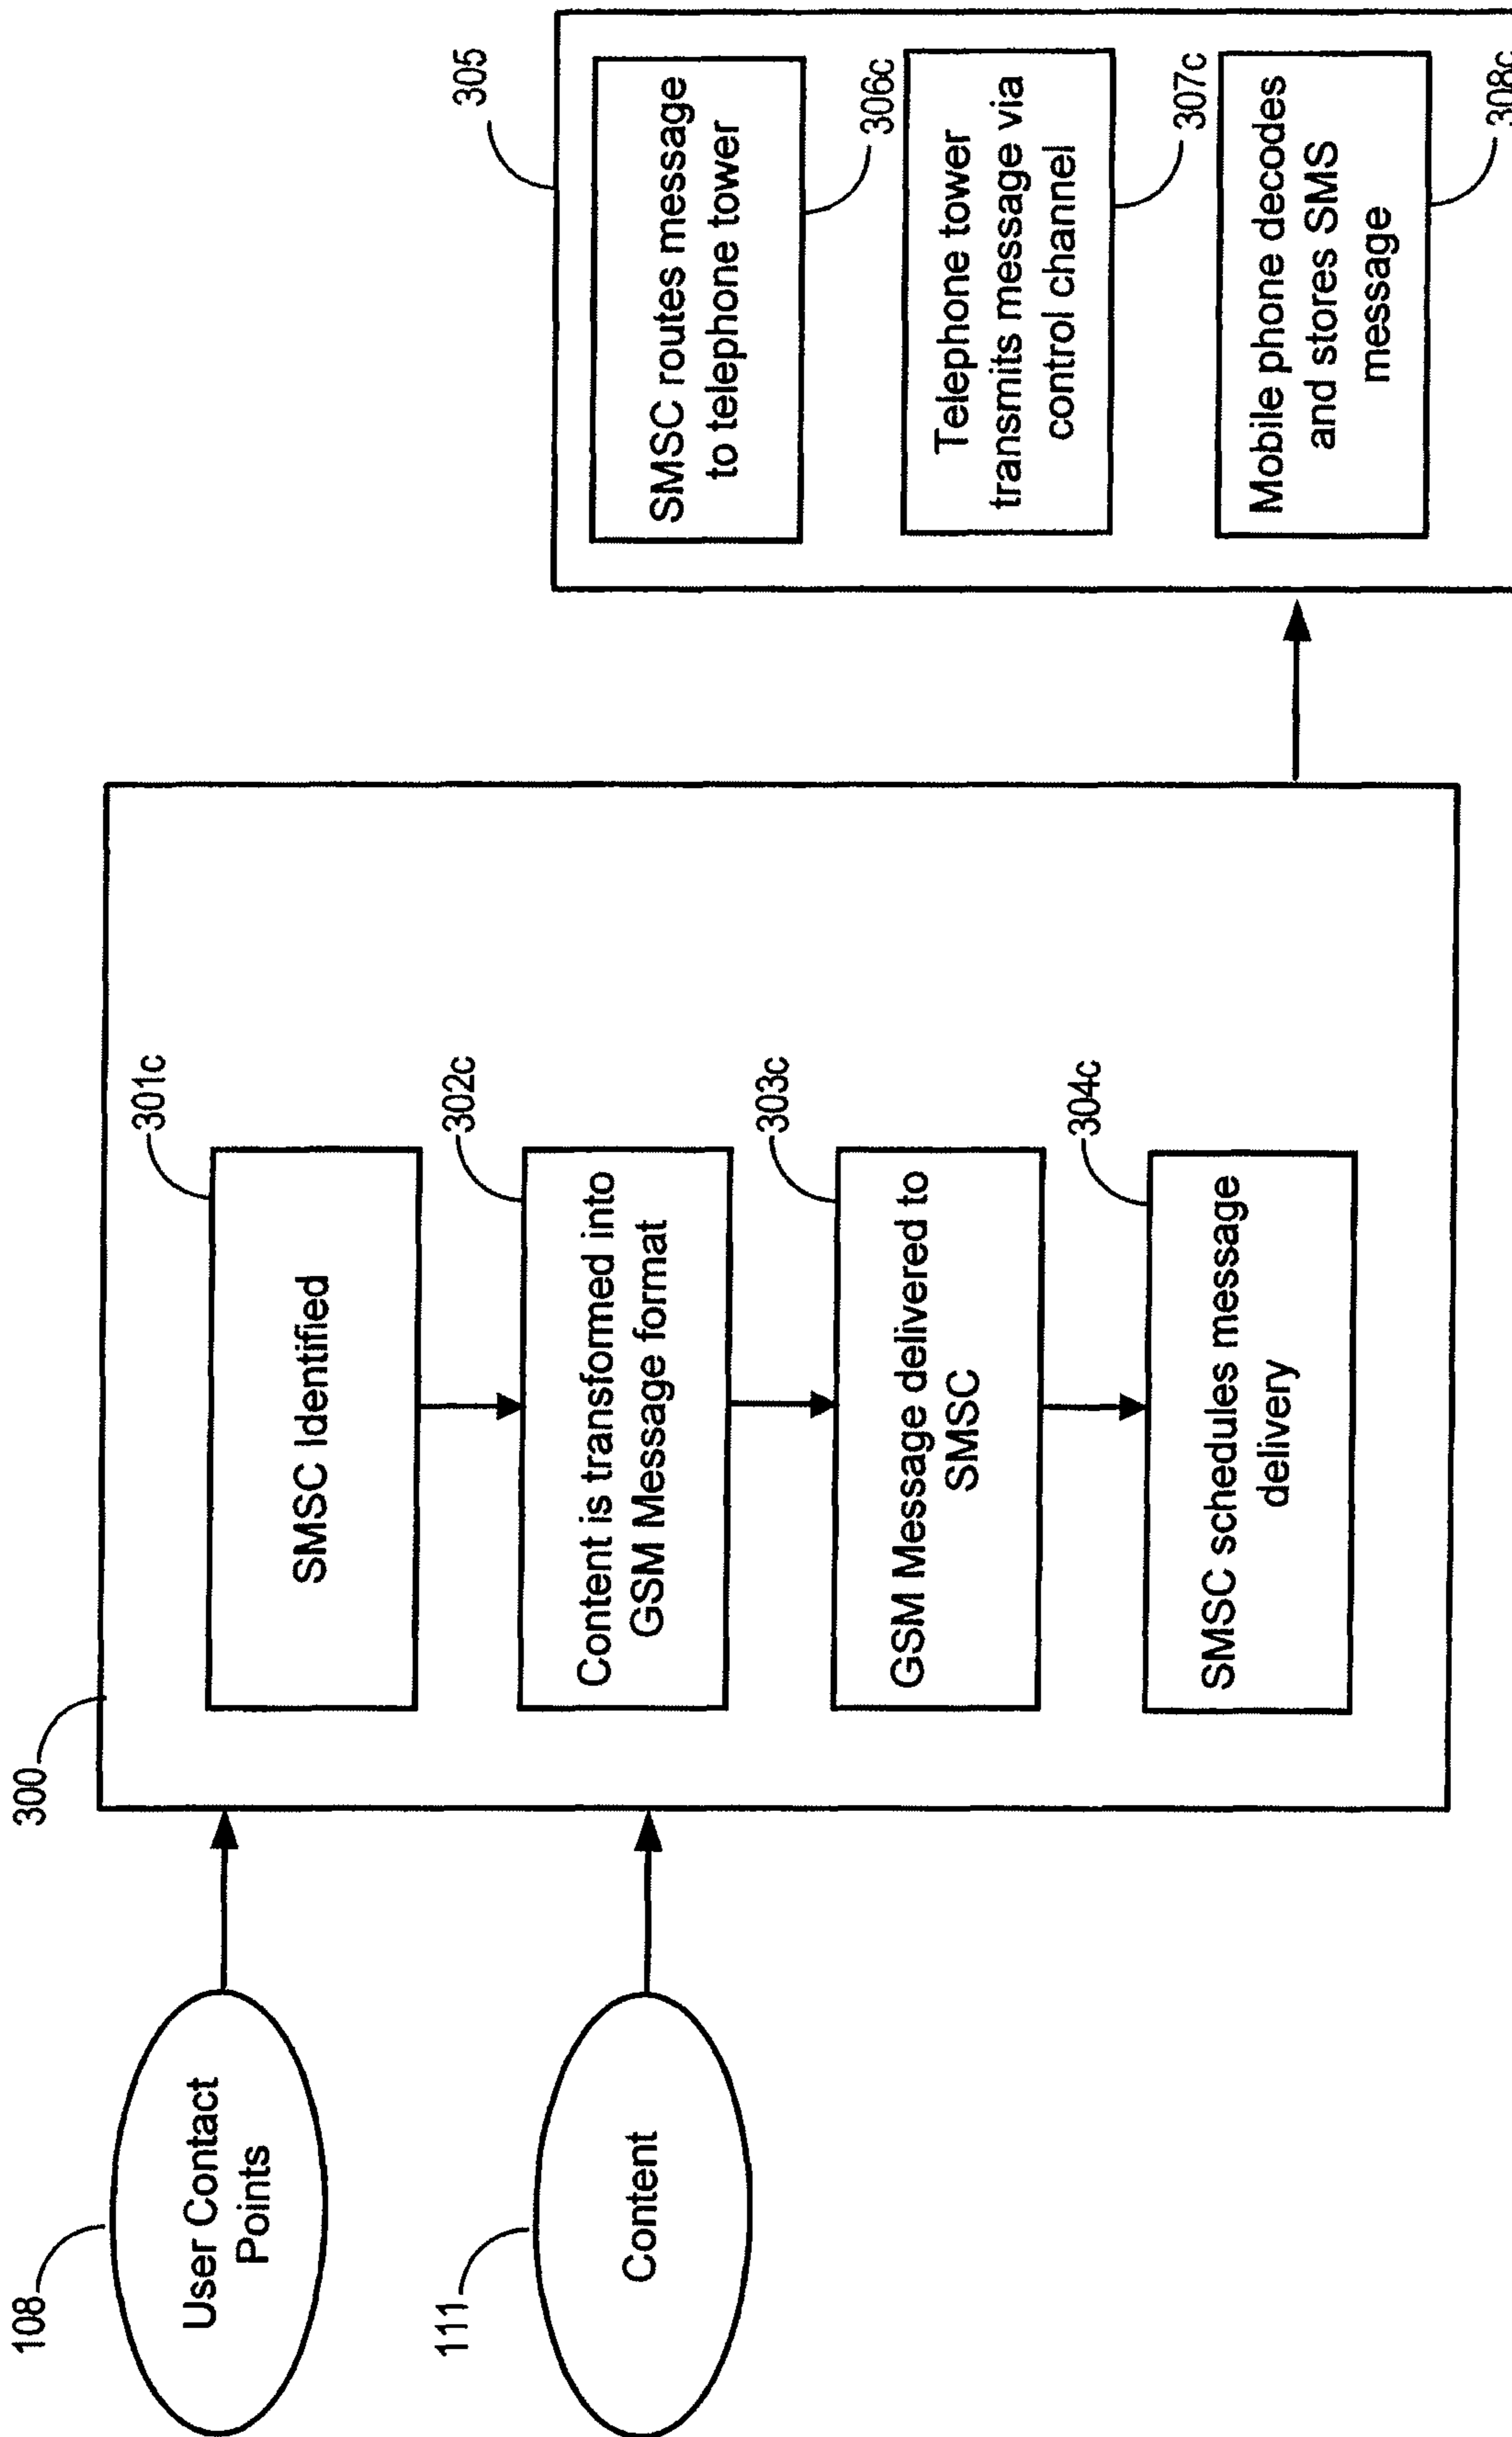 108
User Contact
Points
111
Content
300
301c
SMSC Identified
302c
Content is transformed into
GSM Message format
303c
GSM Message delivered to
SMSC
304c
SMSC schedules message
delivery
305
SMSC routes message
to telephone tower
306c
Telephone tower
transmits message via
control channel
307c
Mobile phone decodes
and stores SMS
message
308c